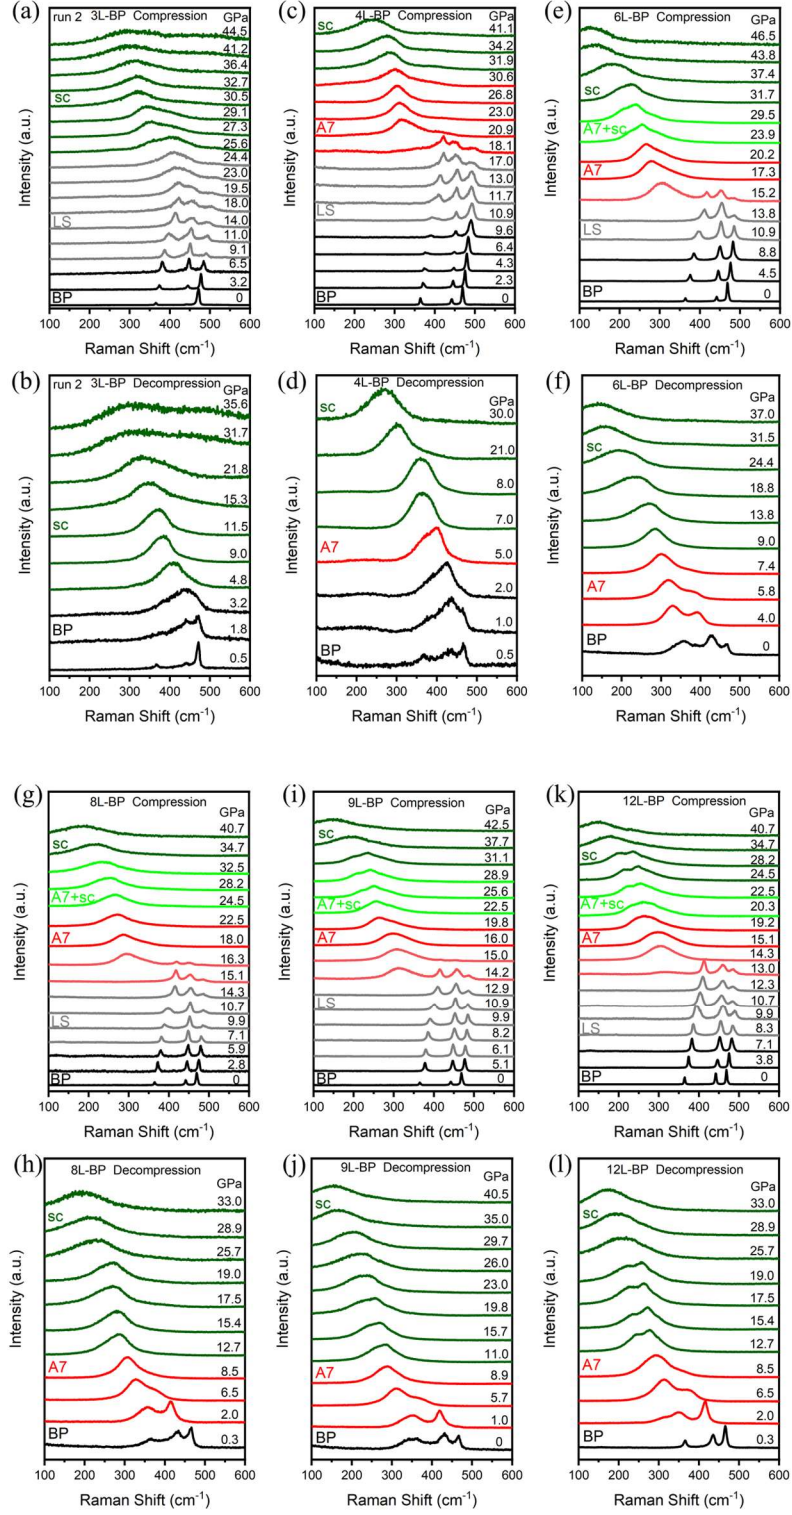 (a)
run 2 3L-BP Compression
GPa
44.5
41.2
36.4
32.7
sc
30.5
29.1
27.3
25.6
24.4
23.0
19.5
18.0
LS
14.0
11.0
9.1
6.5
3.2
BP
0
100 200 300 400 500 600
Raman Shift (cm-1)
Intensity (a.u.)
(c)
4L-BP Compression
GPa
sc
41.1
34.2
31.9
30.6
26.8
23.0
A7
20.9
18.1
17.0
13.0
11.7
LS
10.9
9.6
6.4
4.3
2.3
BP
0
100 200 300 400 500 600
Raman Shift (cm-1)
Intensity (a.u.)
(e)
6L-BP Compression
GPa
46.5
43.8
37.4
sc
31.7
29.5
A7+sc
23.9
20.2
A7
17.3
15.2
13.8
LS
10.9
8.8
4.5
BP
0
100 200 300 400 500 600
Raman Shift (cm-1)
Intensity (a.u.)
(b)
run 2 3L-BP Decompression
GPa
35.6
31.7
21.8
15.3
sc
11.5
9.0
4.8
3.2
BP
1.8
0.5
100 200 300 400 500 600
Raman Shift (cm-1)
Intensity (a.u.)
(d)
4L-BP Decompression
GPa
sc
30.0
21.0
8.0
7.0
A7
5.0
2.0
1.0
BP
0.5
100 200 300 400 500 600
Raman Shift (cm-1)
Intensity (a.u.)
(f)
6L-BP Decompression
GPa
37.0
31.5
sc
24.4
18.8
13.8
9.0
7.4
A7
5.8
4.0
BP
0
100 200 300 400 500 600
Raman Shift (cm-1)
Intensity (a.u.)
(g)
8L-BP Compression
GPa
40.7
sc
34.7
32.5
28.2
A7+sc
24.5
22.5
A7
18.0
16.3
15.1
14.3
10.7
LS
9.9
7.1
5.9
2.8
BP
0
100 200 300 400 500 600
Raman Shift (cm-1)
Intensity (a.u.)
(i)
9L-BP Compression
GPa
42.5
sc
37.7
31.1
28.9
25.6
A7+sc
22.5
19.8
A7
16.0
15.0
14.2
12.9
LS
10.9
9.9
8.2
6.1
5.1
BP
0
100 200 300 400 500 600
Raman Shift (cm-1)
Intensity (a.u.)
(k)
12L-BP Compression
GPa
40.7
34.7
sc
28.2
24.5
22.5
A7+sc
20.3
19.2
A7
15.1
14.3
13.0
12.3
10.7
9.9
LS
8.3
7.1
3.8
BP
0
100 200 300 400 500 600
Raman Shift (cm-1)
Intensity (a.u.)
(h)
8L-BP Decompression
GPa
33.0
sc
28.9
25.7
19.0
17.5
15.4
12.7
A7
8.5
6.5
2.0
BP
0.3
100 200 300 400 500 600
Raman Shift (cm-1)
Intensity (a.u.)
(j)
9L-BP Decompression
GPa
40.5
sc
35.0
29.7
26.0
23.0
19.8
15.7
11.0
A7
8.9
5.7
1.0
BP
0
100 200 300 400 500 600
Raman Shift (cm-1)
Intensity (a.u.)
(l)
12L-BP Decompression
GPa
33.0
sc
28.9
25.7
19.0
17.5
15.4
12.7
A7
8.5
6.5
2.0
BP
0.3
100 200 300 400 500 600
Raman Shift (cm-1)
Intensity (a.u.)